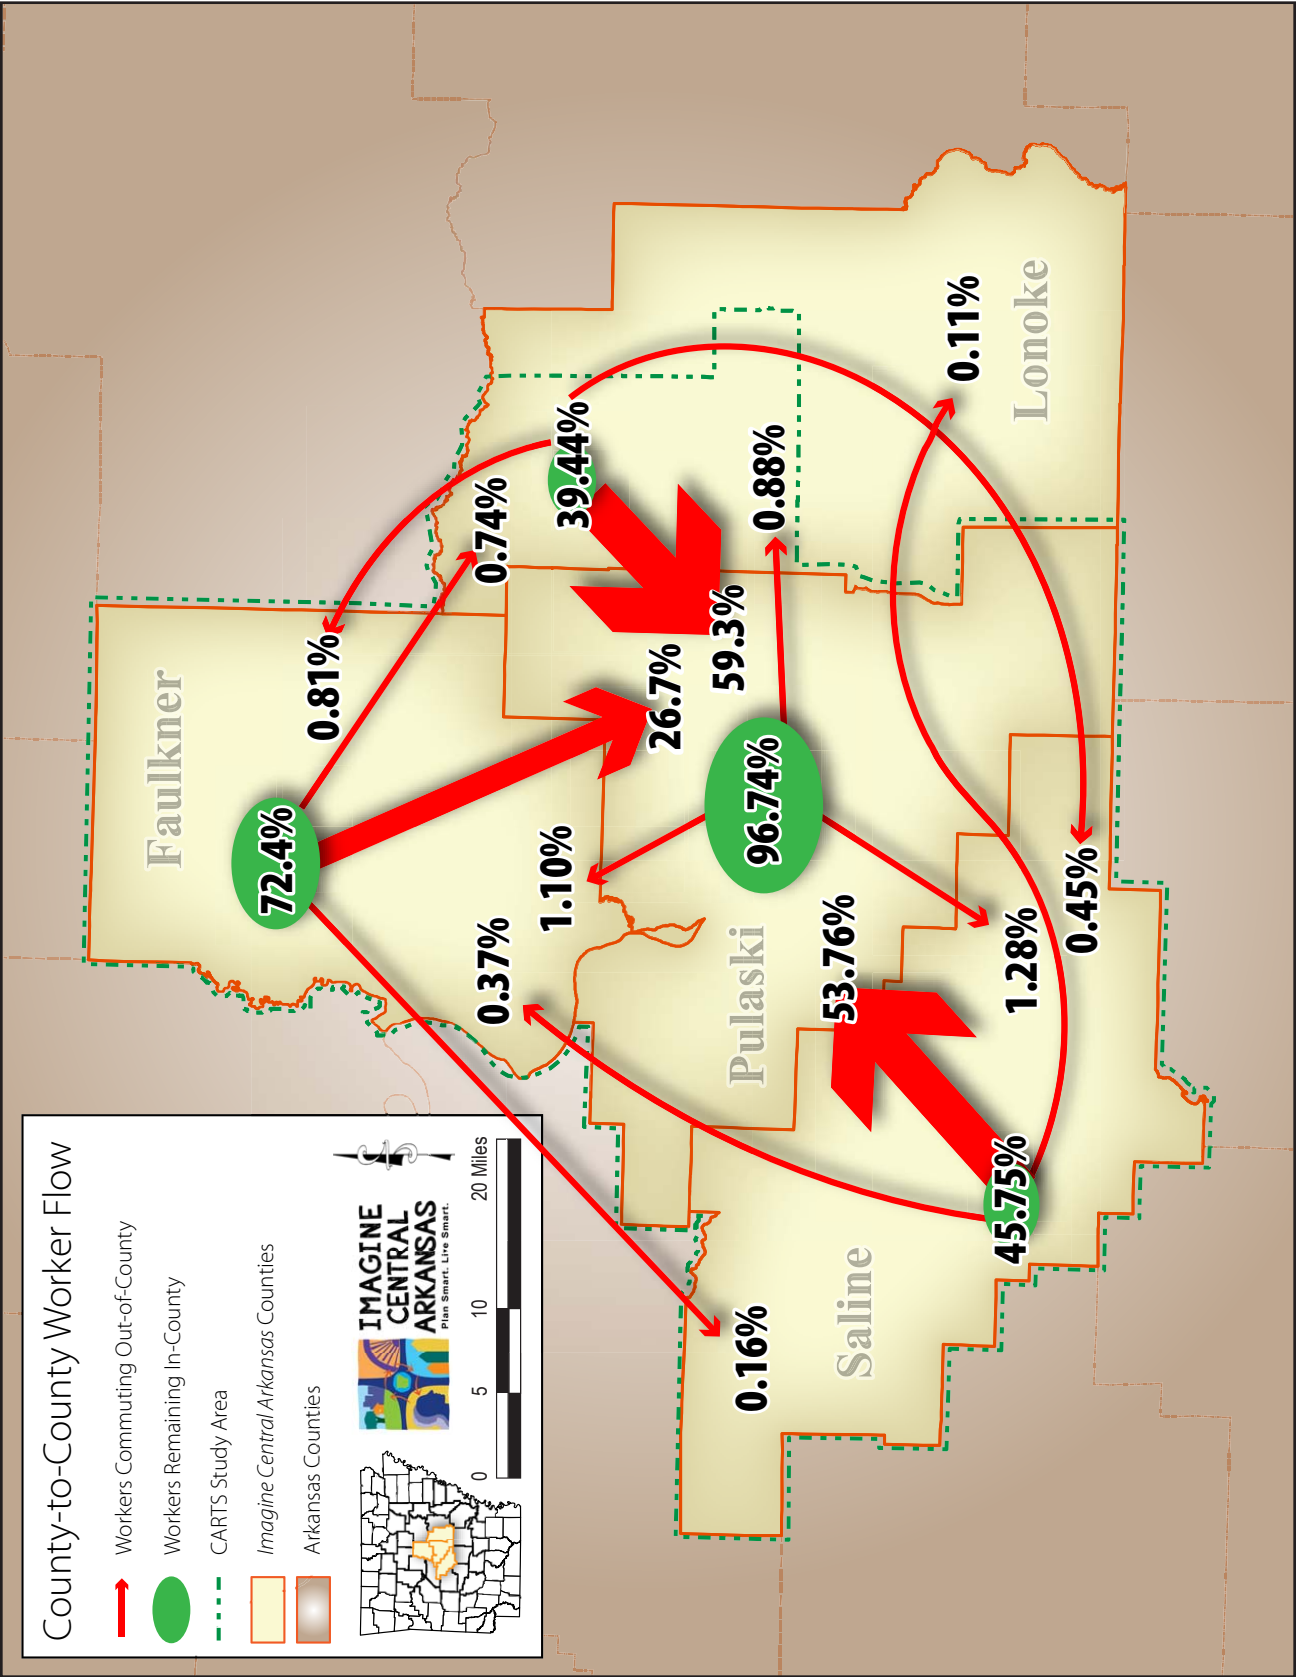 County-to-County Worker Flow
Workers Commuting Out-of-County
Workers Remaining In-County
CARTS Study Area
Imagine Central Arkansas Counties
Arkansas Counties
IMAGINE
CENTRAL
ARKANSAS
Plan Smart. Live Smart.
0 5 10 20 Miles
Faulkner
72.4%
0.81%
0.74%
0.37%
1.10%
26.7%
39.44%
59.3%
0.88%
96.74%
Pulaski
53.76%
0.16%
Saline
45.75%
1.28%
0.45%
0.11%
Lonoke